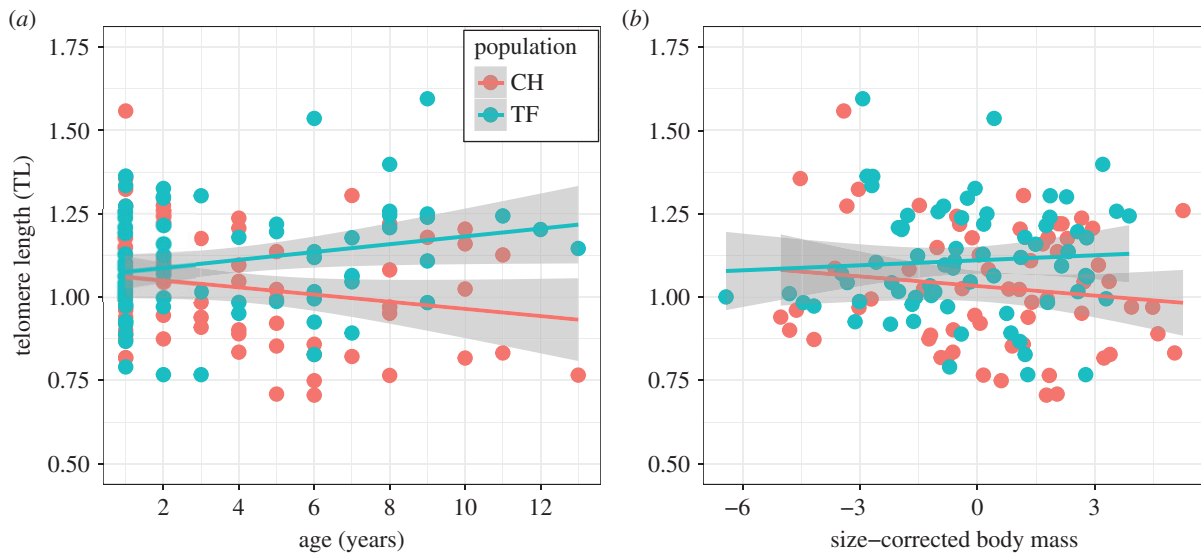 (a)
telomere length (TL)
1.75
1.50
1.25
1.00
0.75
0.50
2 4 6 8 10 12
age (years)
population
CH
TF
(b)
1.75
1.50
1.25
1.00
0.75
0.50
−6 −3 0 3
size−corrected body mass